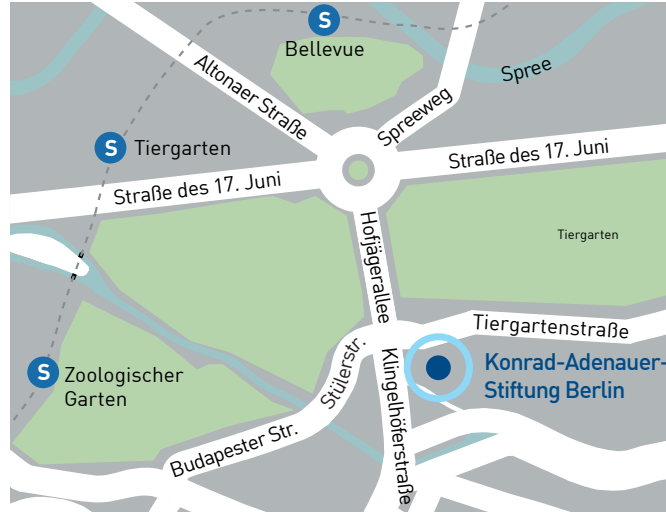 S
Bellevue
Altonaer Straße
Spreeweg
Spree
S
Tiergarten
Straße des 17. Juni
Straße des 17. Juni
Hofjägerallee
Tiergarten
Tiergartenstraße
Stülerstr.
Klingelhöferstraße
S
Zoologischer
Garten
Konrad-Adenauer-
Stiftung Berlin
Budapester Str.